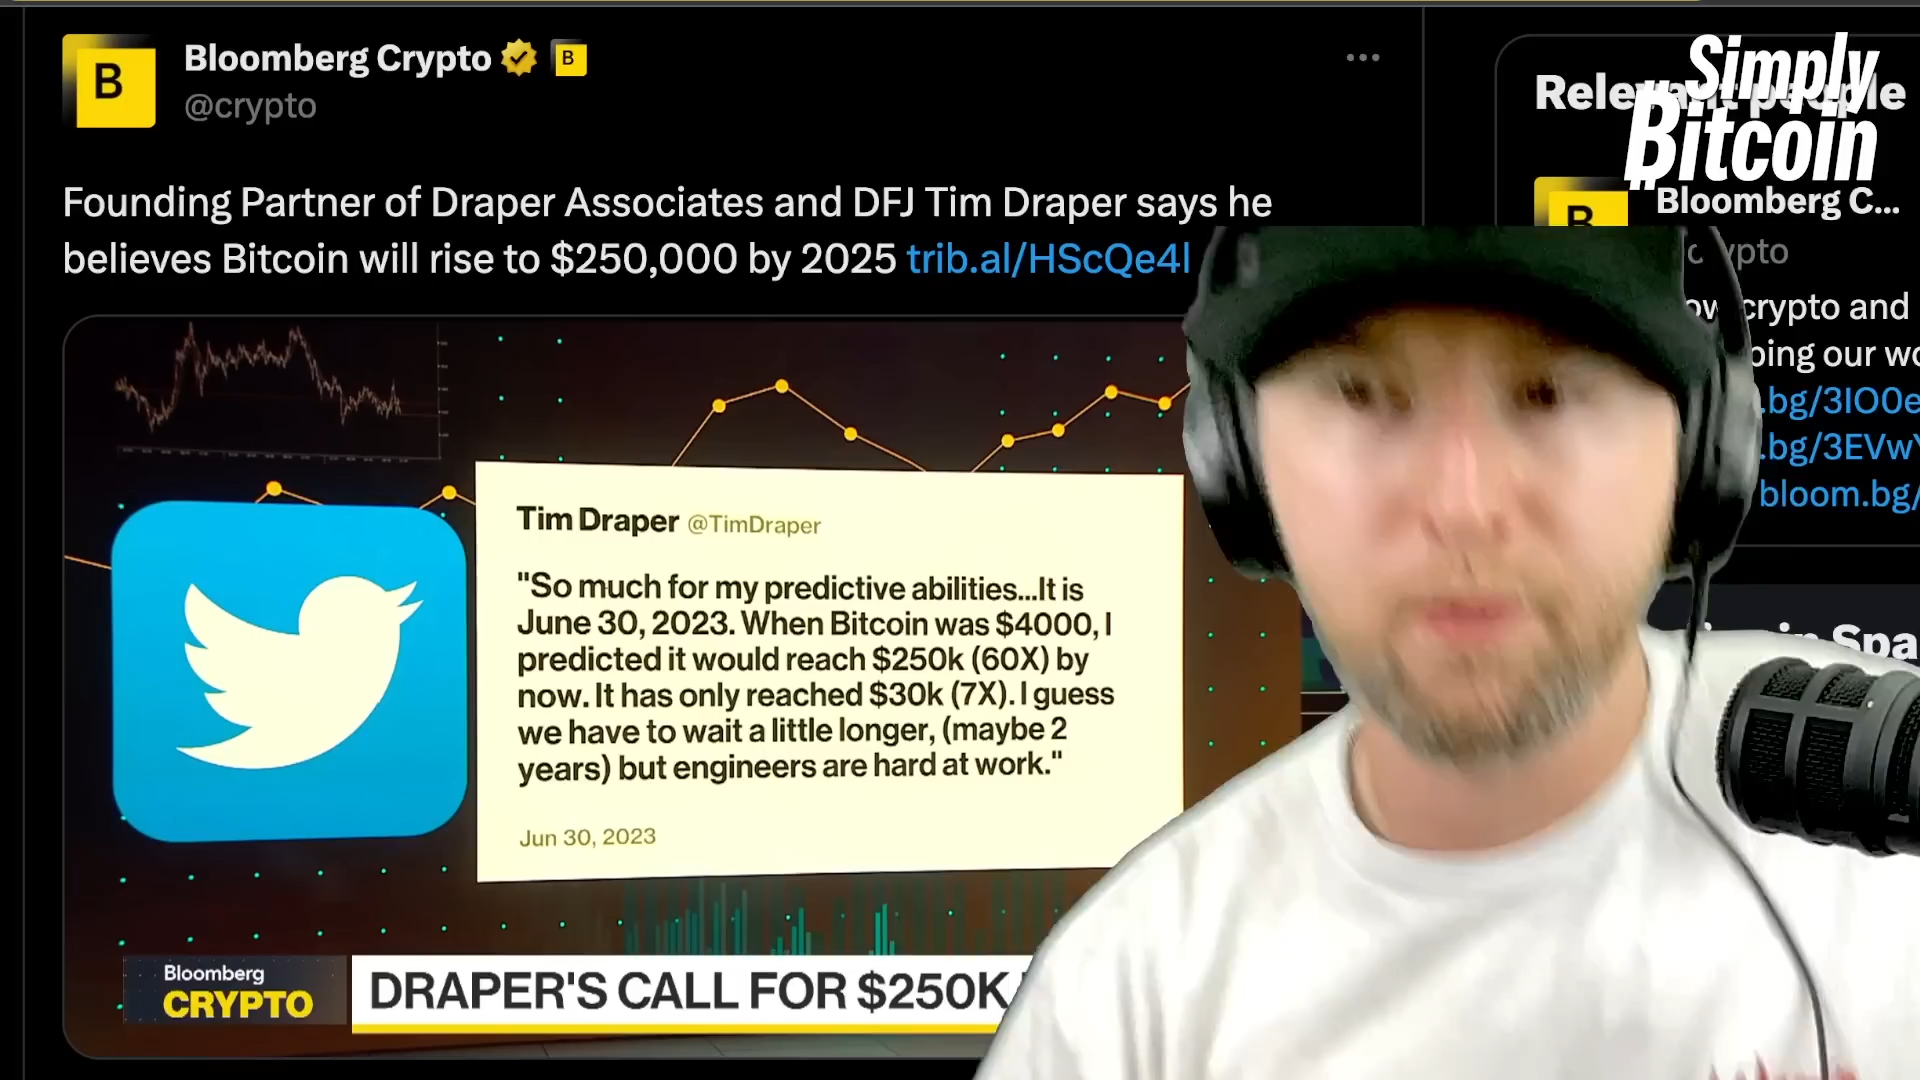 B
Bloomberg Crypto
B
@crypto
Founding Partner of Draper Associates and DFJ Tim Draper says he
believes Bitcoin will rise to $250,000 by 2025 trib.al/HScQe4l
Tim Draper @TimDraper
"So much for my predictive abilities...It is
June 30, 2023. When Bitcoin was $4000, I
predicted it would reach $250k (60X) by
now. It has only reached $30k (7X). I guess
we have to wait a little longer, (maybe 2
years) but engineers are hard at work."
Jun 30, 2023
Bloomberg
CRYPTO
DRAPER'S CALL FOR $250K
Simply
Bitcoin
Relevant people
B
Bloomberg C...
crypto and
our
.bg/3IO0e
.bg/3EVwY
bloom.bg/